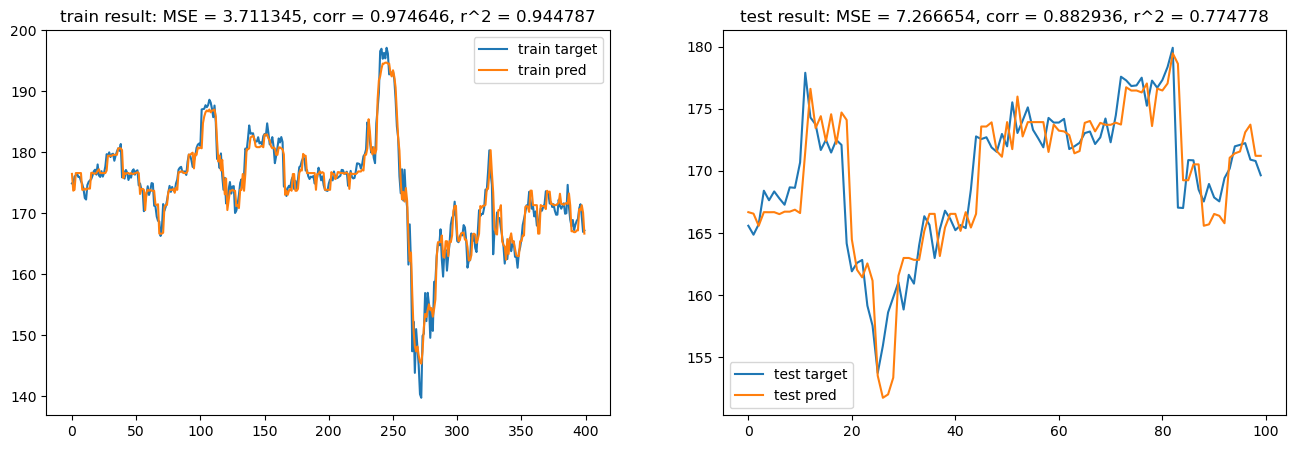 train result: MSE = 3.711345, corr = 0.974646, r^2 = 0.944787
200
190
180
170
160
150
140
0 50 100 150 200 250 300 350 400
train target
train pred
test result: MSE = 7.266654, corr = 0.882936, r^2 = 0.774778
180
175
170
165
160
155
0 20 40 60 80 100
test target
test pred